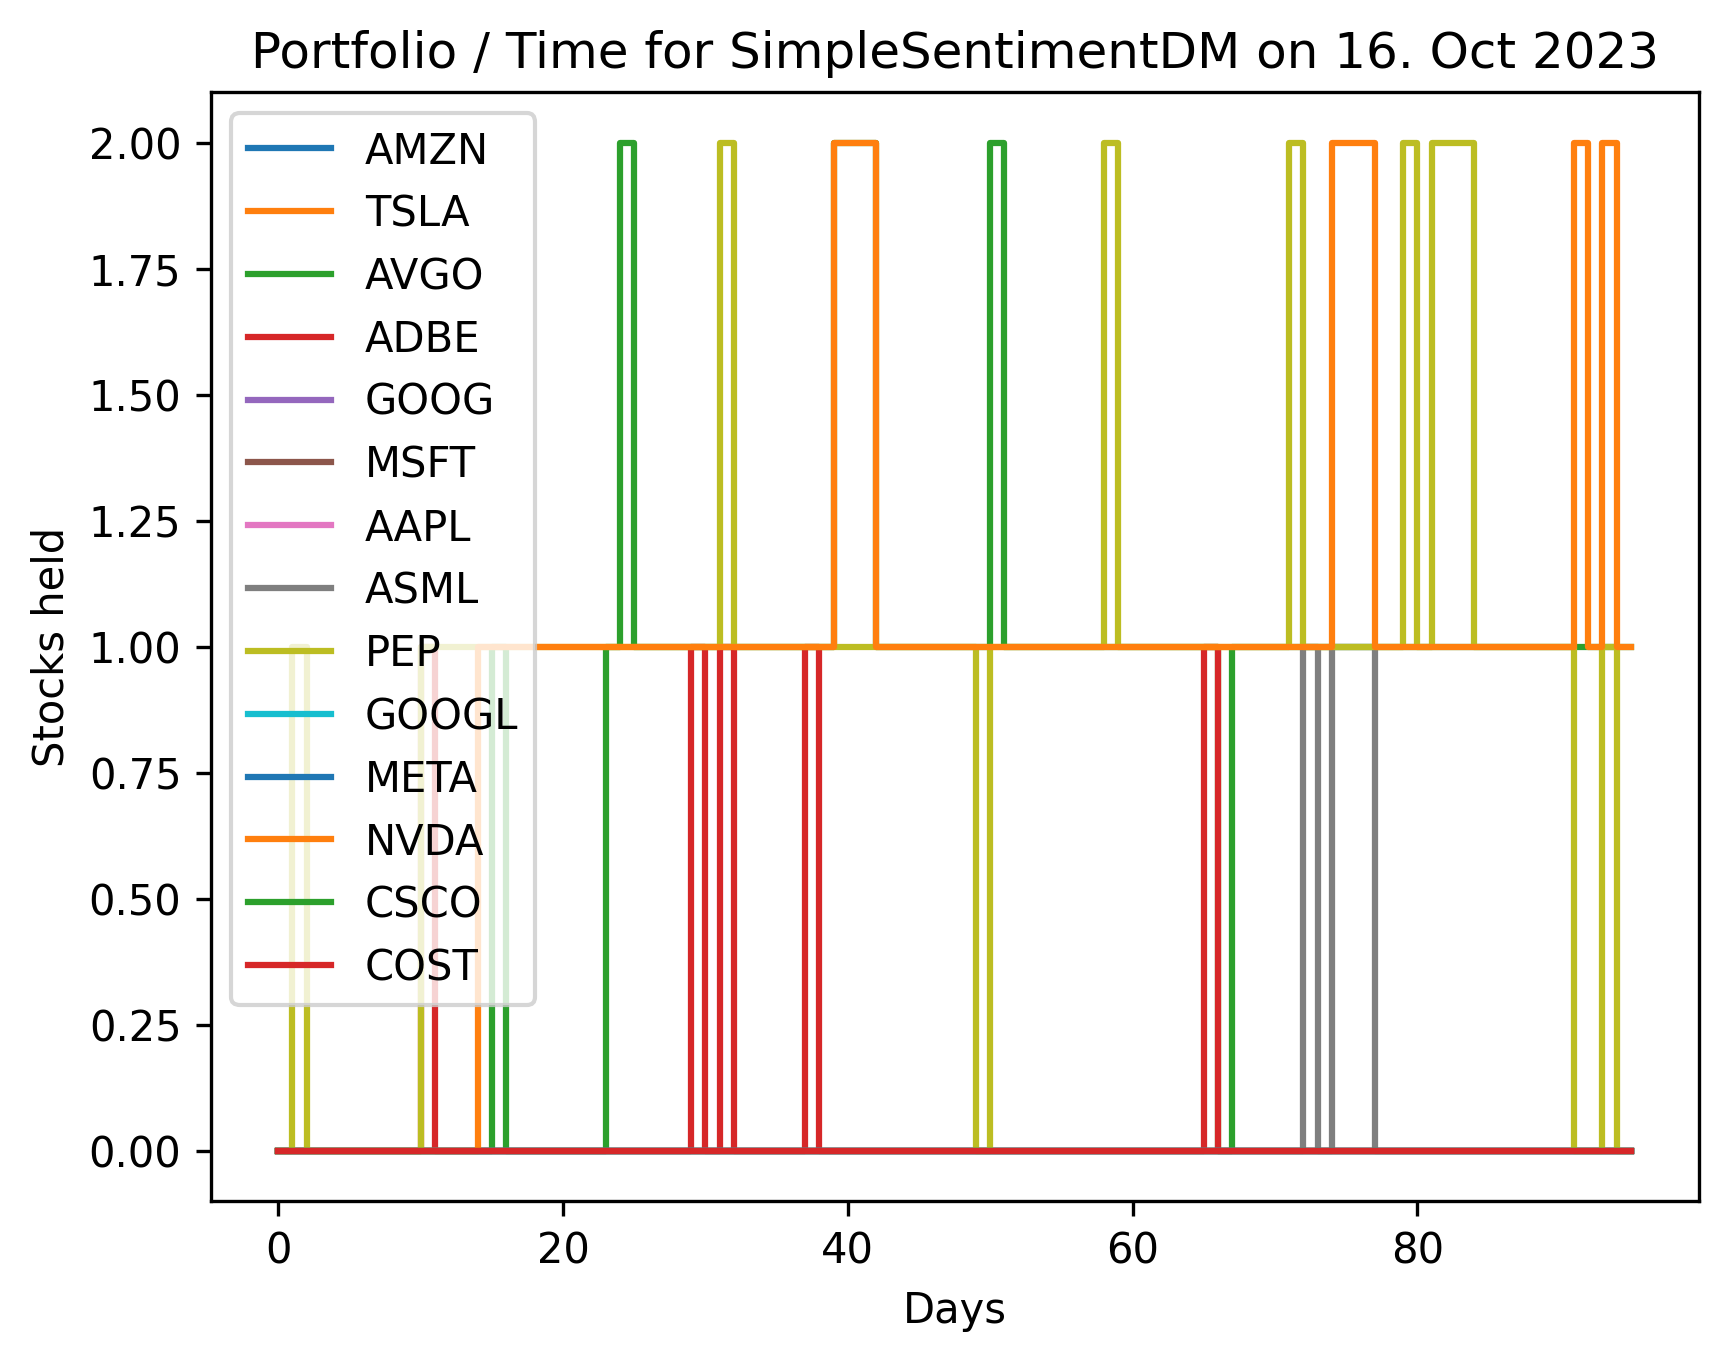 Portfolio / Time for SimpleSentimentDM on 16. Oct 2023
AMZN
TSLA
AVGO
ADBE
GOOG
MSFT
AAPL
ASML
PEP
GOOGL
META
NVDA
CSCO
COST
2.00
1.75
1.50
1.25
1.00
0.75
0.50
0.25
0.00
Stocks held
0 20 40 60 80
Days